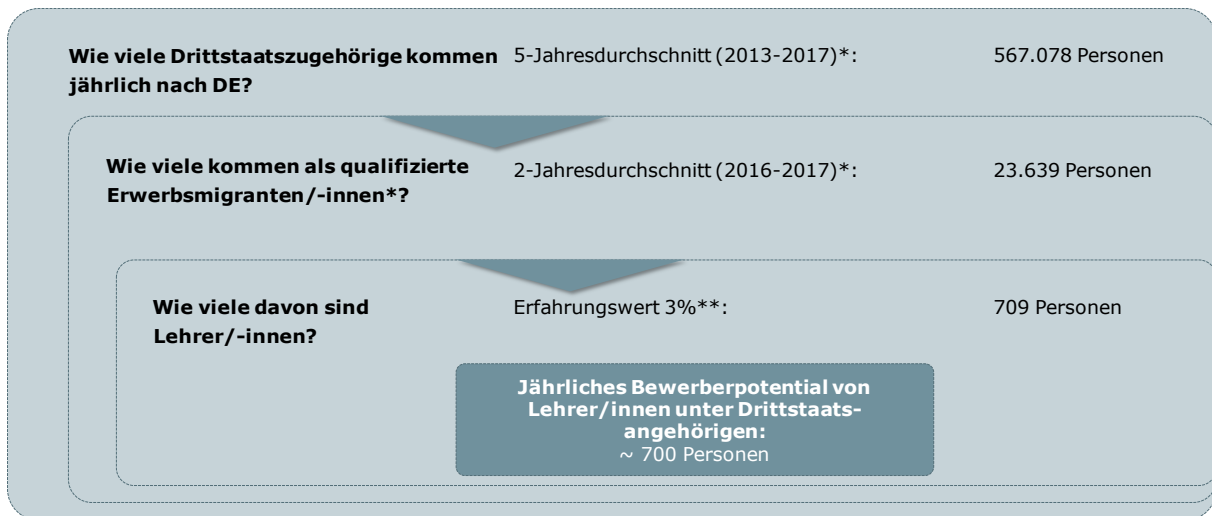 Wie viele Drittstaatszugehörige kommen 5-Jahresdurchschnitt (2013-2017)*: 567.078 Personen
jährlich nach DE?
Wie viele kommen als qualifizierte 2-Jahresdurchschnitt (2016-2017)*: 23.639 Personen
Erwerbsmigranten/-innen*?
Wie viele davon sind Erfahrungswert 3%**: 709 Personen
Lehrer/-innen?
Jährliches Bewerberpotential von
Lehrer/innen unter Drittstaats-
angehörigen:
~ 700 Personen